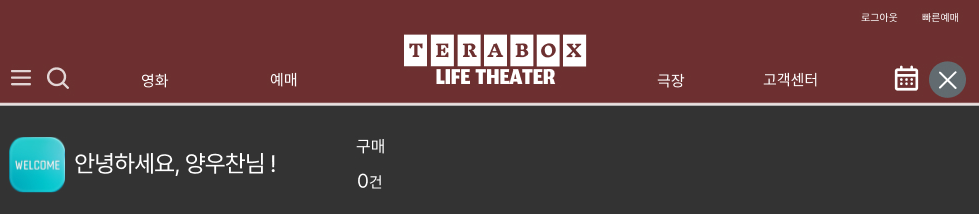 로그아웃 빠른예매
TERABOX
LIFE THEATER
영화 예매 극장 고객센터
WELCOME 안녕하세요, 양우찬님 !
구매
0건